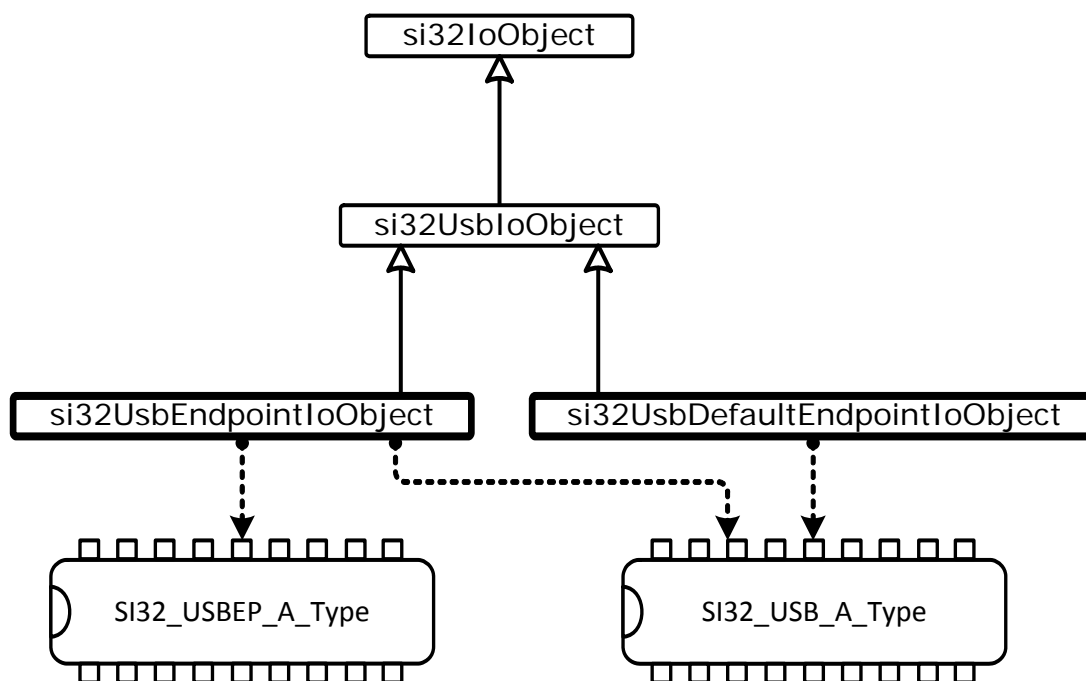 si32IoObject
si32UsbIoObject
si32UsbEndpointIoObject
si32UsbDefaultEndpointIoObject
SI32_USBEP_A_Type
SI32_USB_A_Type